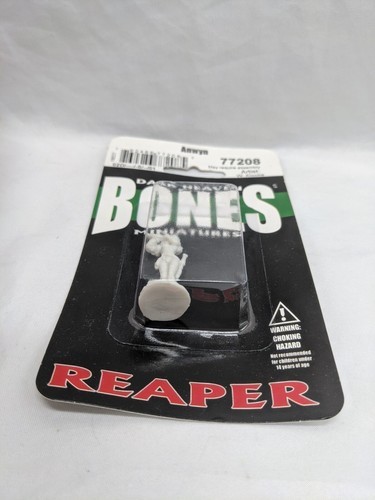 Anwyn
77208
DARK HEAVEN
BONES
MINIATURES
WARNING:
CHOKING
HAZARD
Not recommended
for children under
14 years of age
REAPER